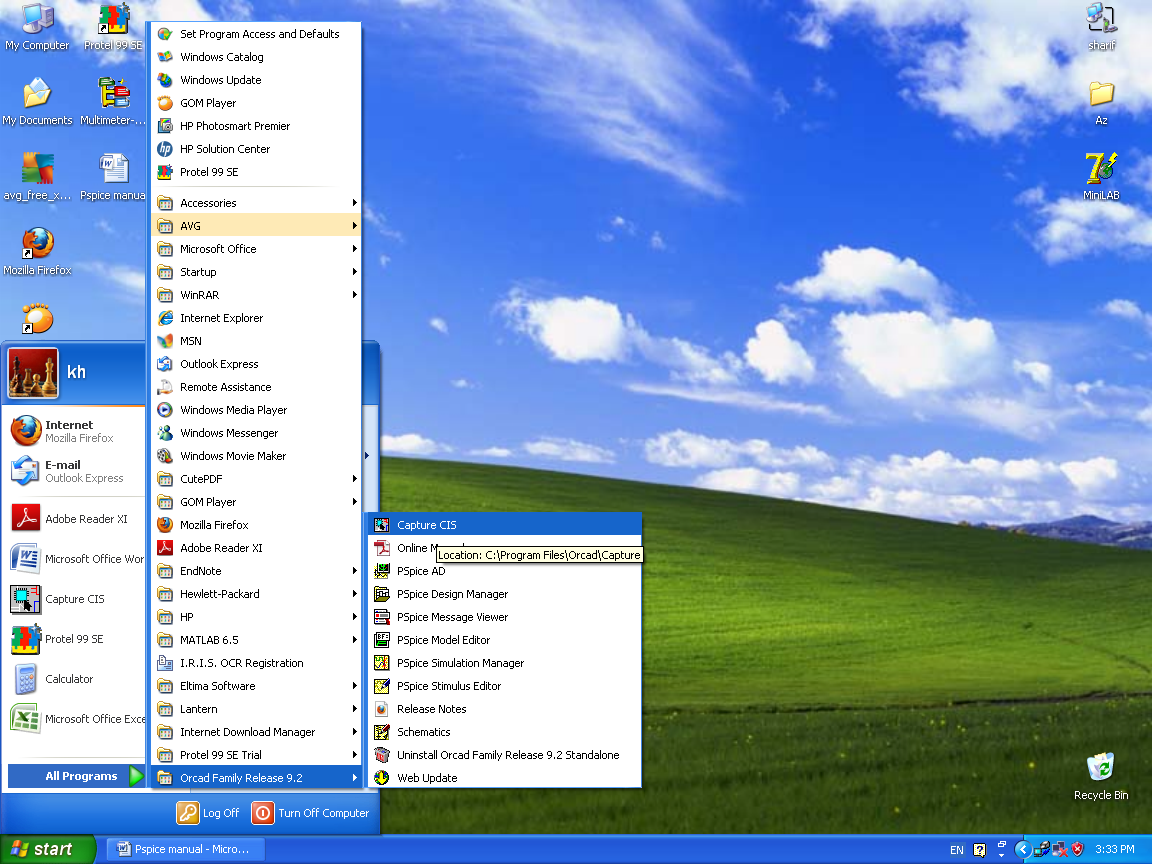 My Computer
Protel 99 SE
My Documents
Multimeter-...
avg_free_x...
Pspice manual
Mozilla Firefox
sharif
Az
MiniLAB
Recycle Bin
kh
Internet
Mozilla Firefox
E-mail
Outlook Express
Adobe Reader XI
Microsoft Office Wor
Capture CIS
Protel 99 SE
Calculator
Microsoft Office Exce
All Programs
Log Off
Turn Off Computer
Set Program Access and Defaults
Windows Catalog
Windows Update
GOM Player
HP Photosmart Premier
HP Solution Center
Protel 99 SE
Accessories
AVG
Microsoft Office
Startup
WinRAR
Internet Explorer
MSN
Outlook Express
Remote Assistance
Windows Media Player
Windows Messenger
Windows Movie Maker
CutePDF
GOM Player
Mozilla Firefox
Adobe Reader XI
EndNote
Hewlett-Packard
HP
MATLAB 6.5
I.R.I.S. OCR Registration
Eltima Software
Lantern
Internet Download Manager
Protel 99 SE Trial
Orcad Family Release 9.2
Capture CIS
Online M
Location: C:\Program Files\Orcad\Capture
PSpice AD
PSpice Design Manager
PSpice Message Viewer
PSpice Model Editor
PSpice Simulation Manager
PSpice Stimulus Editor
Release Notes
Schematics
Uninstall Orcad Family Release 9.2 Standalone
Web Update
start
Pspice manual - Micro...
EN
3:33 PM